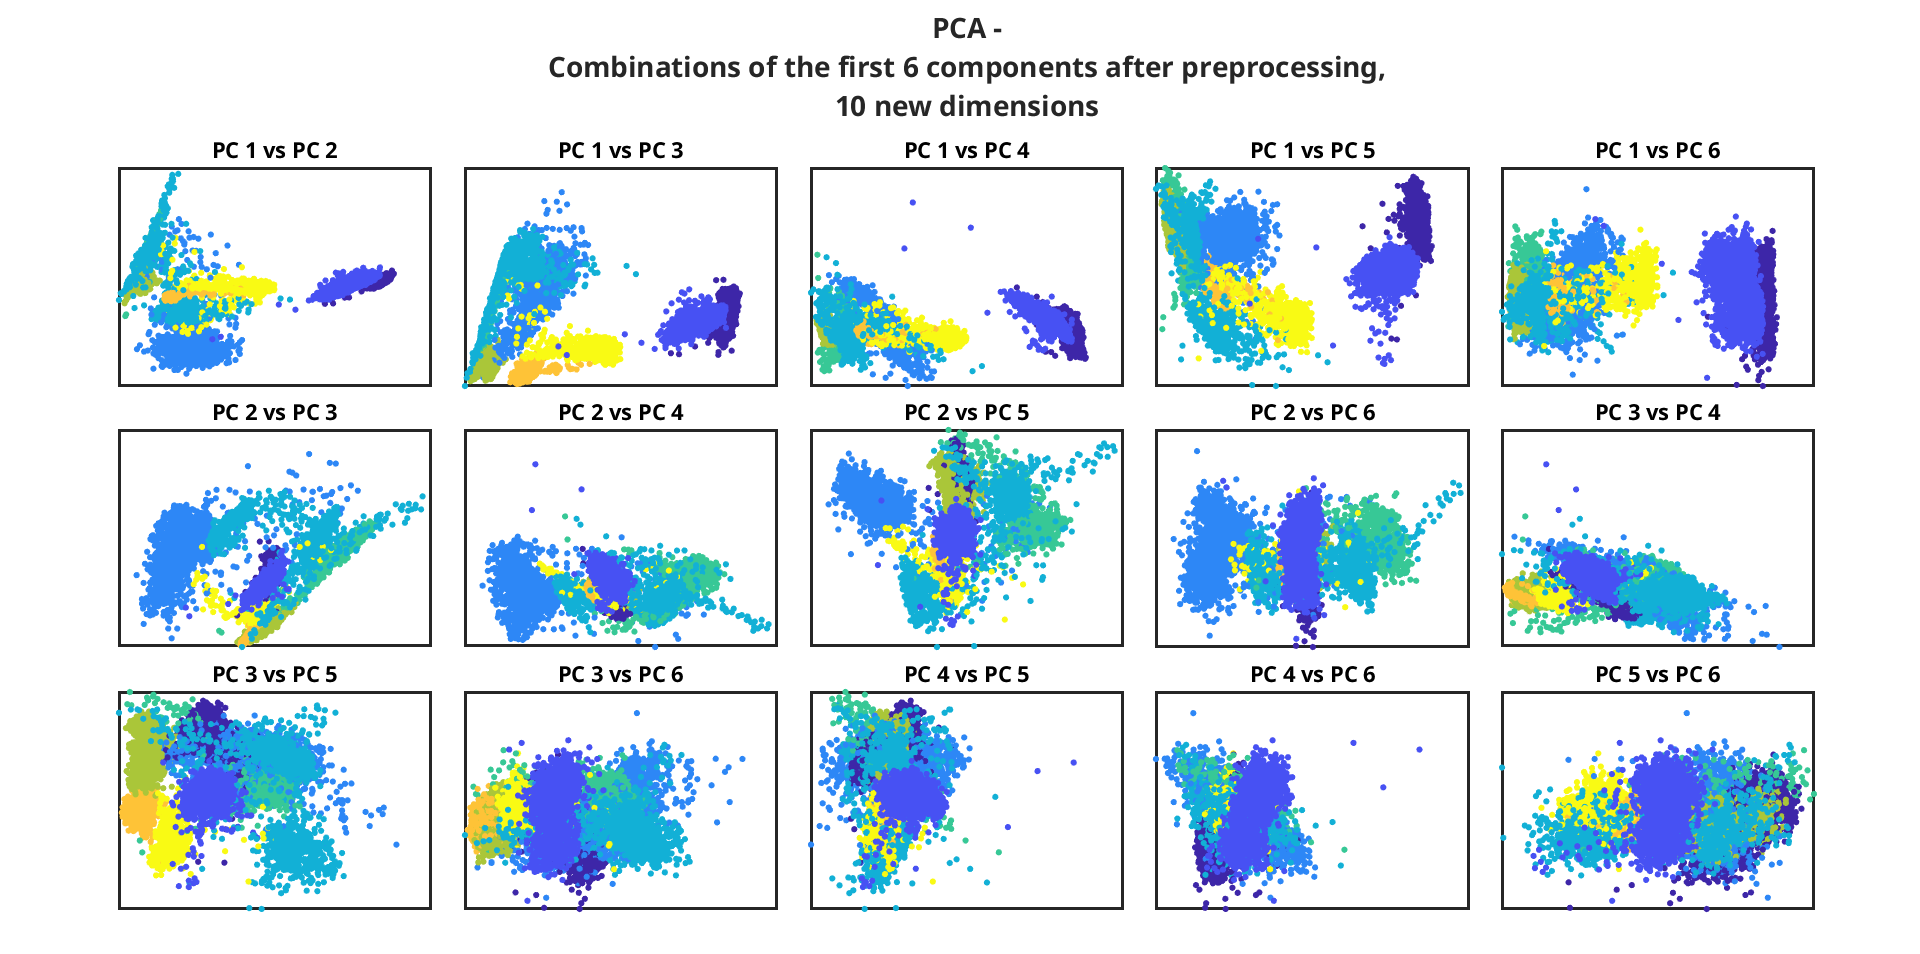 PCA -
Combinations of the first 6 components after preprocessing,
10 new dimensions
PC 1 vs PC 2
PC 1 vs PC 3
PC 1 vs PC 4
PC 1 vs PC 5
PC 1 vs PC 6
PC 2 vs PC 3
PC 2 vs PC 4
PC 2 vs PC 5
PC 2 vs PC 6
PC 3 vs PC 4
PC 3 vs PC 5
PC 3 vs PC 6
PC 4 vs PC 5
PC 4 vs PC 6
PC 5 vs PC 6